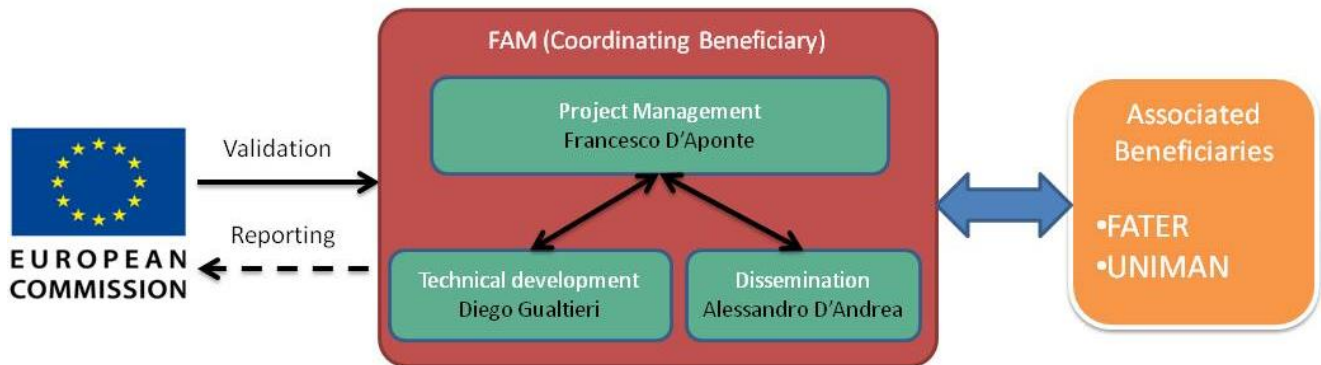 FAM (Coordinating Beneficiary)
Project Management
Francesco D'Aponte
Validation
Reporting
EUROPEAN
COMMISSION
Technical development
Diego Gualtieri
Dissemination
Alessandro D'Andrea
Associated
Beneficiaries
•FATER
•UNIMAN